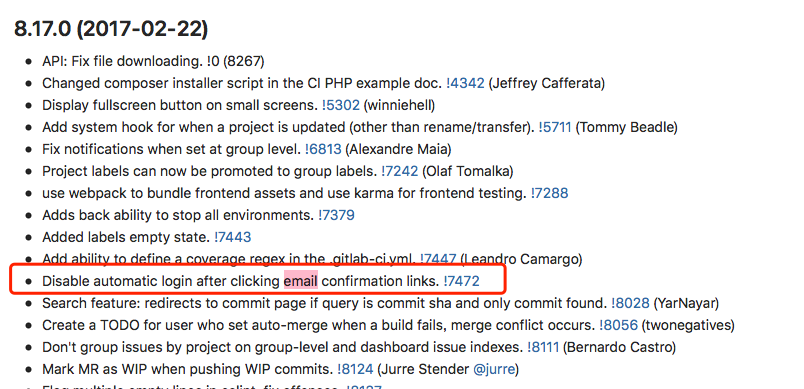 8.17.0 (2017-02-22)
• API: Fix file downloading. !0 (8267)
• Changed composer installer script in the CI PHP example doc. !4342 (Jeffrey Cafferata)
• Display fullscreen button on small screens. !5302 (winniehell)
• Add system hook for when a project is updated (other than rename/transfer). !5711 (Tommy Beadle)
• Fix notifications when set at group level. !6813 (Alexandre Maia)
• Project labels can now be promoted to group labels. !7242 (Olaf Tomalka)
• use webpack to bundle frontend assets and use karma for frontend testing. !7288
• Adds back ability to stop all environments. !7379
• Added labels empty state. !7443
• Add ability to define a coverage regex in the .gitlab-ci.yml. !7447 (Leandro Camargo)
• Disable automatic login after clicking email confirmation links. !7472
• Search feature: redirects to commit page if query is commit sha and only commit found. !8028 (YarNayar)
• Create a TODO for user who set auto-merge when a build fails, merge conflict occurs. !8056 (twonegatives)
• Don't group issues by project on group-level and dashboard issue indexes. !8111 (Bernardo Castro)
• Mark MR as WIP when pushing WIP commits. !8124 (Jurre Stender @jurre)
• Flag multiple empty lines in eslint, fix offenses. !8137